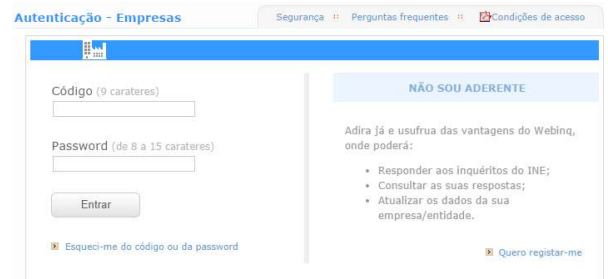 Autenticação - Empresas
Segurança :: Perguntas frequentes :: Condições de acesso
Código (9 carateres)
Password (de 8 a 15 carateres)
Entrar
Esqueci-me do código ou da password
NÃO SOU ADERENTE
Adira já e usufrua das vantagens do Webinq,
onde poderá:
• Responder aos inquéritos do INE;
• Consultar as suas respostas;
• Atualizar os dados da sua
empresa/entidade.
Quero registar-me